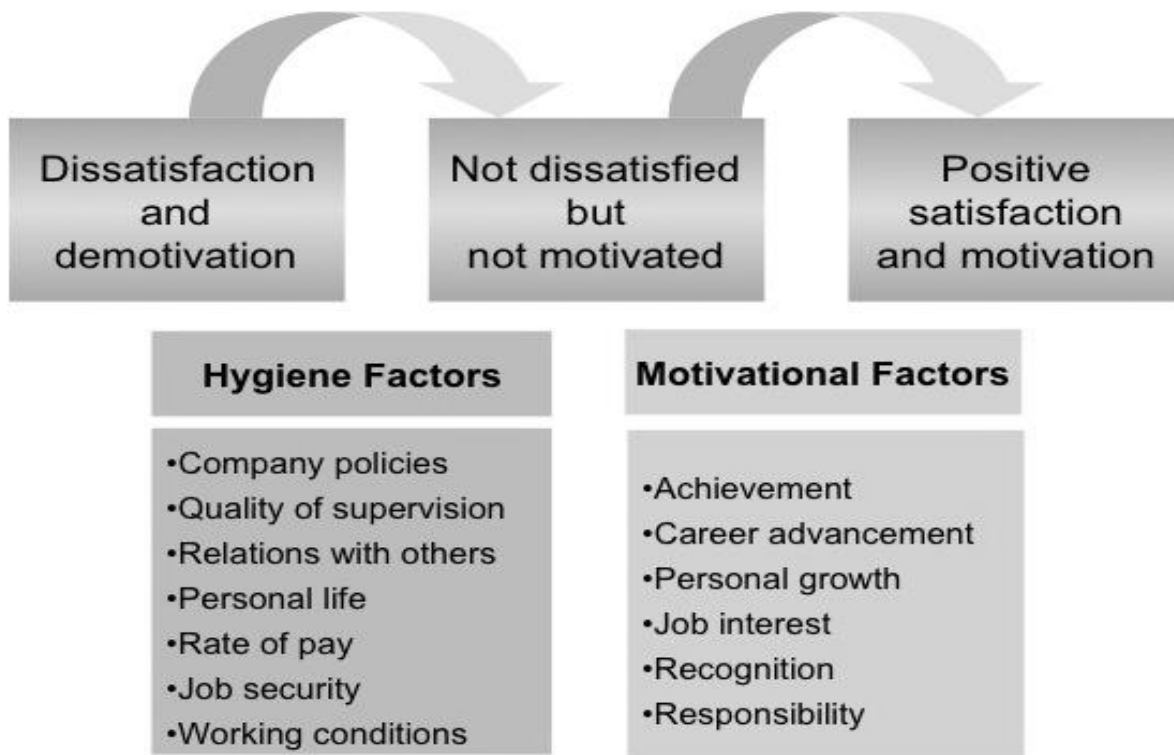 Dissatisfaction
and
demotivation
Not dissatisfied
but
not motivated
Positive
satisfaction
and motivation
Hygiene Factors
•Company policies
•Quality of supervision
•Relations with others
•Personal life
•Rate of pay
•Job security
•Working conditions
Motivational Factors
•Achievement
•Career advancement
•Personal growth
•Job interest
•Recognition
•Responsibility